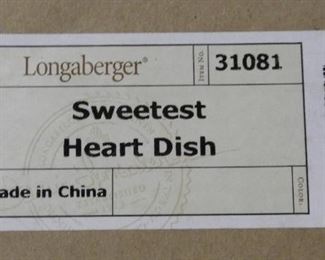 Longaberger®
ITEM NO.
31081
Sweetest
Heart Dish
ade in China
COLOR: